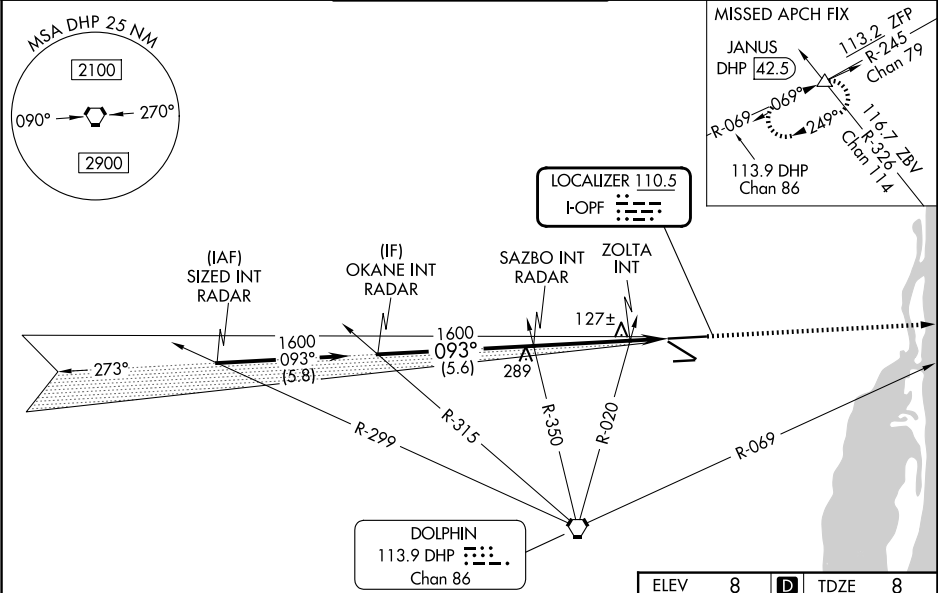 MSA DHP 25 NM
2100
090°
270°
2900
MISSED APCH FIX
JANUS
DHP 42.5
113.2 ZFP
R-245
Chan 79
R-069
069°
249°
113.9 DHP
Chan 86
116.7 ZBV
R-326
Chan 114
LOCALIZER 110.5
I-OPF
(IAF)
SIZED INT
RADAR
(IF)
OKANE INT
RADAR
SAZBO INT
RADAR
ZOLTA
INT
127±
1600
093°
(5.8)
1600
093°
(5.6)
289
273°
R-299
R-315
R-350
R-020
R-069
DOLPHIN
113.9 DHP
Chan 86
ELEV 8 D TDZE 8